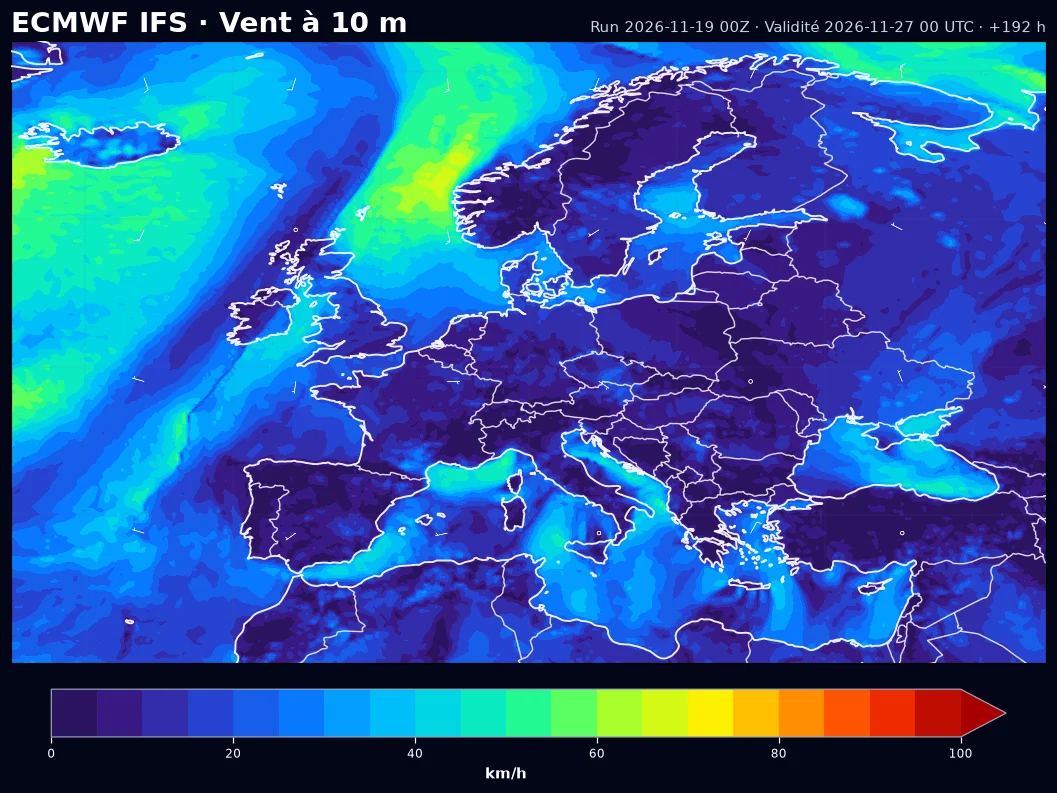 ECMWF IFS · Vent à 10 m
Run 2026-11-19 00Z · Validité 2026-11-27 00 UTC · +192 h
0 20 40 60 80 100
km/h